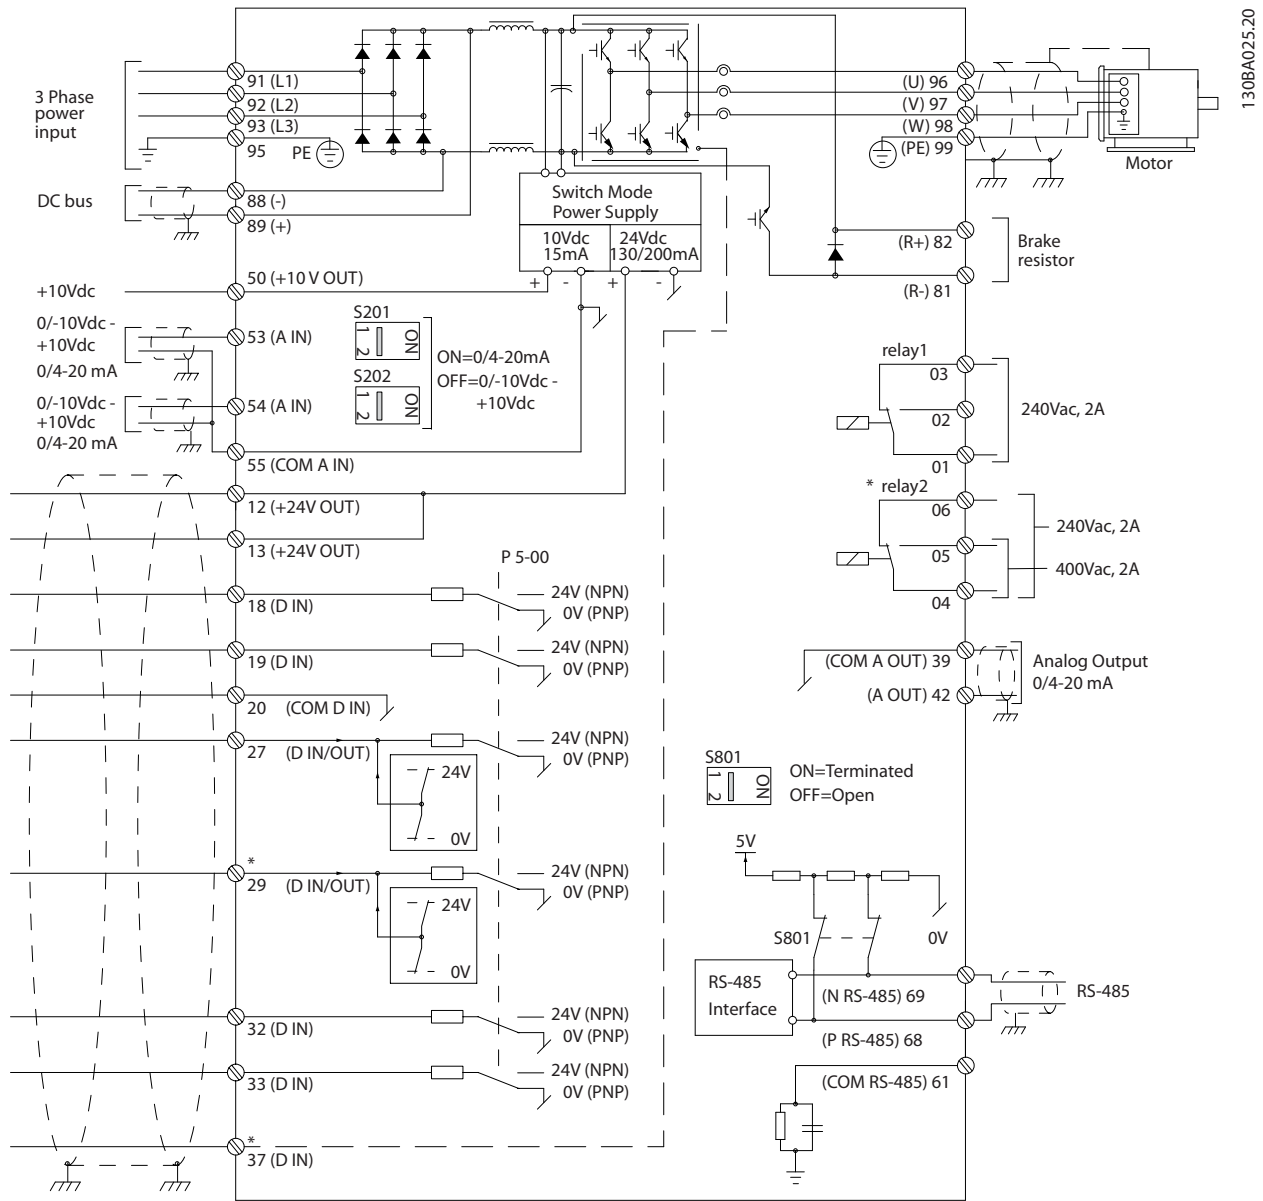 130BA025.20
3 Phase
power
input
91 (L1)
92 (L2)
93 (L3)
95
PE
(U) 96
(V) 97
(W) 98
(PE) 99
Motor
DC bus
88 (-)
89 (+)
Switch Mode
Power Supply
10Vdc
15mA
24Vdc
130/200mA
+ - + -
(R+) 82
(R-) 81
Brake
resistor
+10Vdc
50 (+10 V OUT)
0/-10Vdc -
+10Vdc
0/4-20 mA
53 (A IN)
S201
1 2
ON
S202
1 2
ON
ON=0/4-20mA
OFF=0/-10Vdc -
+10Vdc
0/-10Vdc -
+10Vdc
0/4-20 mA
54 (A IN)
55 (COM A IN)
relay1
03
02
01
240Vac, 2A
* relay2
06
05
04
240Vac, 2A
400Vac, 2A
12 (+24V OUT)
13 (+24V OUT)
P 5-00
18 (D IN)
24V (NPN)
0V (PNP)
19 (D IN)
24V (NPN)
0V (PNP)
20 (COM D IN)
27 (D IN/OUT)
24V (NPN)
0V (PNP)
24V
0V
*
29 (D IN/OUT)
24V (NPN)
0V (PNP)
24V
0V
32 (D IN)
24V (NPN)
0V (PNP)
33 (D IN)
24V (NPN)
0V (PNP)
*
37 (D IN)
(COM A OUT) 39
(A OUT) 42
Analog Output
0/4-20 mA
S801
1 2
ON
ON=Terminated
OFF=Open
5V
S801
0V
RS-485
Interface
(N RS-485) 69
(P RS-485) 68
RS-485
(COM RS-485) 61